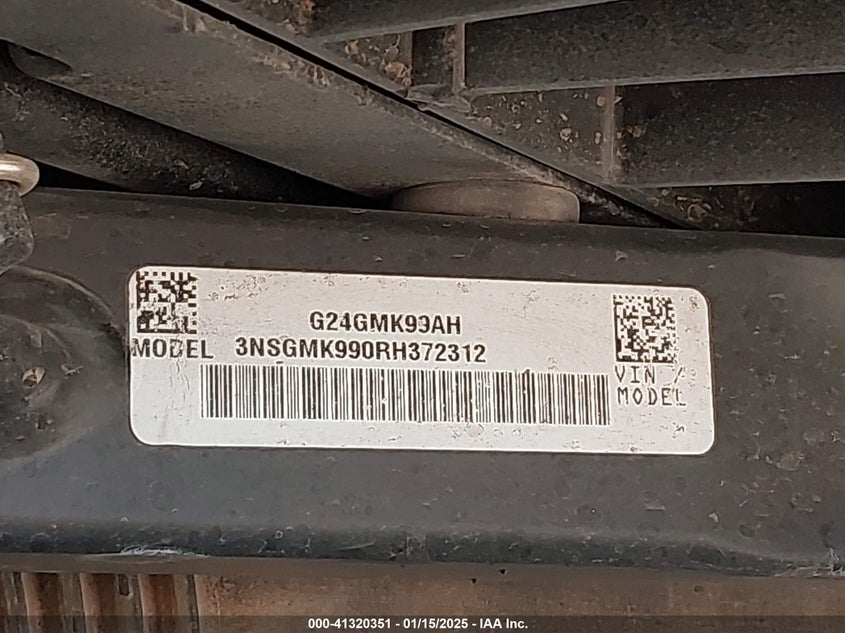 G24GMK99AH
MODEL 3NSGMK990RH372312
VIN /
MODEL
000-41320351 - 01/15/2025 - IAA Inc.